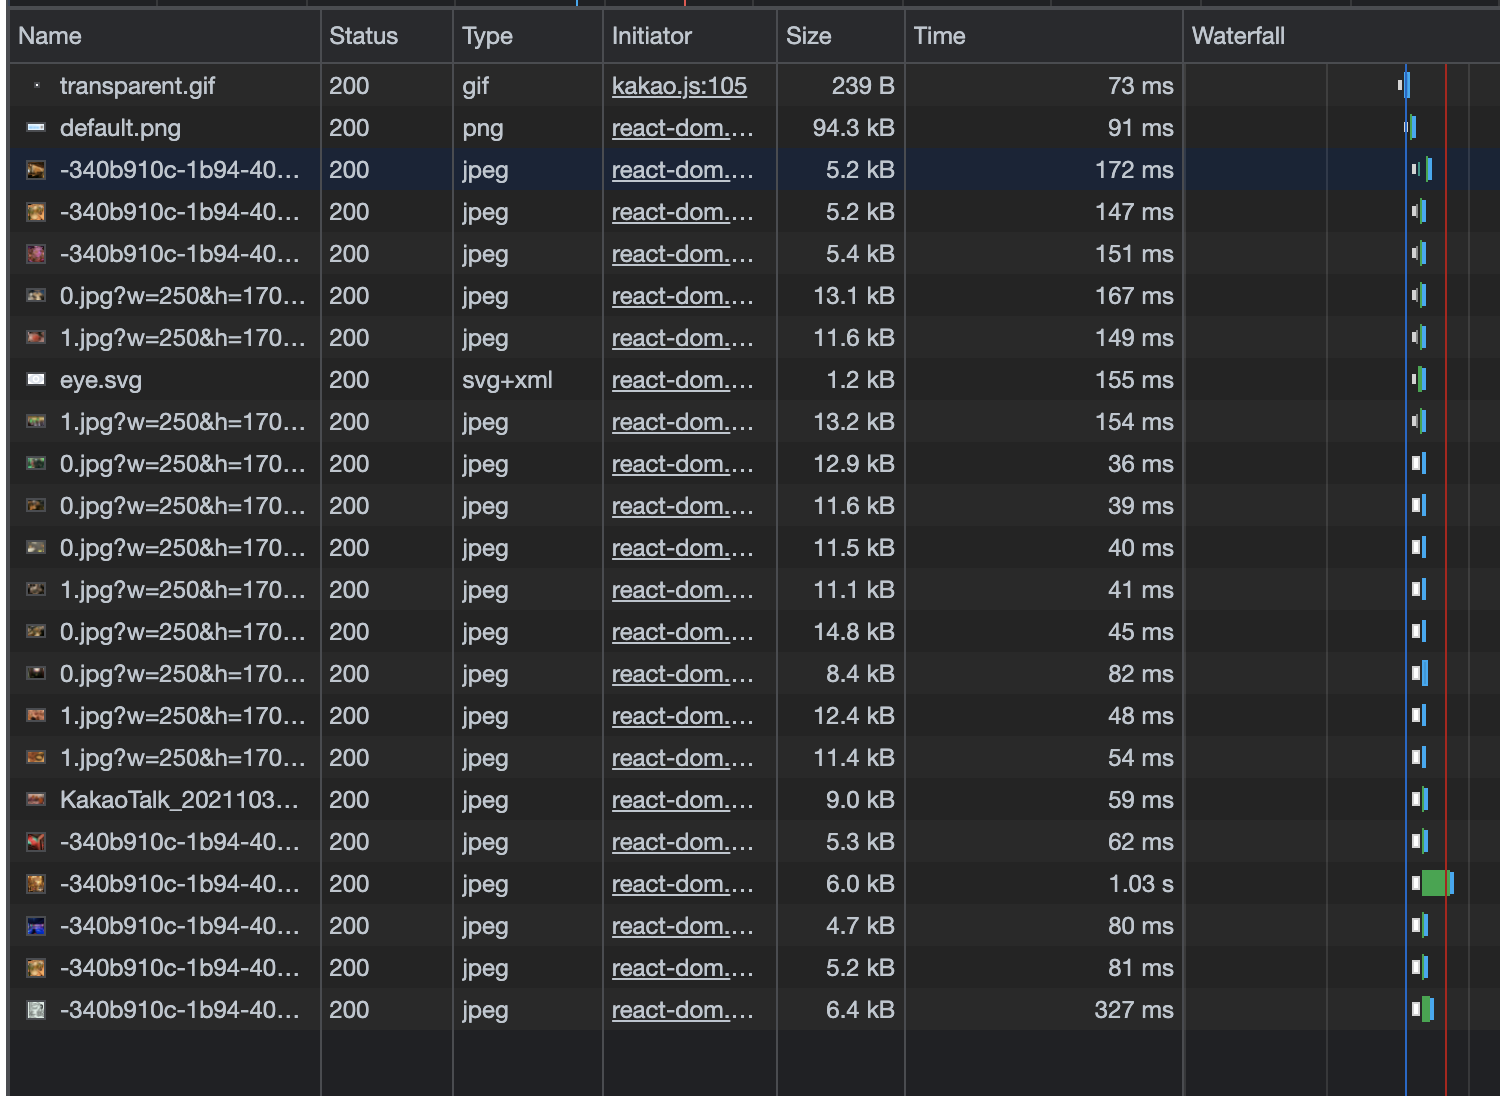 Name Status Type Initiator Size Time Waterfall
transparent.gif 200 gif kakao.js:105 239 B 73 ms
default.png 200 png react-dom.… 94.3 kB 91 ms
-340b910c-1b94-40… 200 jpeg react-dom.… 5.2 kB 172 ms
-340b910c-1b94-40… 200 jpeg react-dom.… 5.2 kB 147 ms
-340b910c-1b94-40… 200 jpeg react-dom.… 5.4 kB 151 ms
0.jpg?w=250&h=170… 200 jpeg react-dom.… 13.1 kB 167 ms
1.jpg?w=250&h=170… 200 jpeg react-dom.… 11.6 kB 149 ms
eye.svg 200 svg+xml react-dom.… 1.2 kB 155 ms
1.jpg?w=250&h=170… 200 jpeg react-dom.… 13.2 kB 154 ms
0.jpg?w=250&h=170… 200 jpeg react-dom.… 12.9 kB 36 ms
0.jpg?w=250&h=170… 200 jpeg react-dom.… 11.6 kB 39 ms
0.jpg?w=250&h=170… 200 jpeg react-dom.… 11.5 kB 40 ms
1.jpg?w=250&h=170… 200 jpeg react-dom.… 11.1 kB 41 ms
0.jpg?w=250&h=170… 200 jpeg react-dom.… 14.8 kB 45 ms
0.jpg?w=250&h=170… 200 jpeg react-dom.… 8.4 kB 82 ms
1.jpg?w=250&h=170… 200 jpeg react-dom.… 12.4 kB 48 ms
1.jpg?w=250&h=170… 200 jpeg react-dom.… 11.4 kB 54 ms
KakaoTalk_2021103… 200 jpeg react-dom.… 9.0 kB 59 ms
-340b910c-1b94-40… 200 jpeg react-dom.… 5.3 kB 62 ms
-340b910c-1b94-40… 200 jpeg react-dom.… 6.0 kB 1.03 s
-340b910c-1b94-40… 200 jpeg react-dom.… 4.7 kB 80 ms
-340b910c-1b94-40… 200 jpeg react-dom.… 5.2 kB 81 ms
-340b910c-1b94-40… 200 jpeg react-dom.… 6.4 kB 327 ms